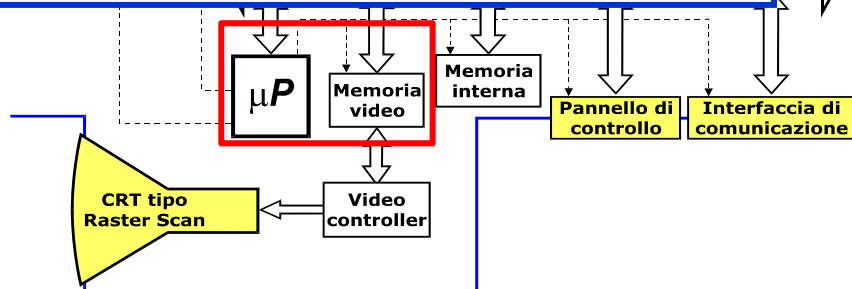 μP
Memoria
video
Memoria
interna
Pannello di
controllo
Interfaccia di
comunicazione
CRT tipo
Raster Scan
Video
controller